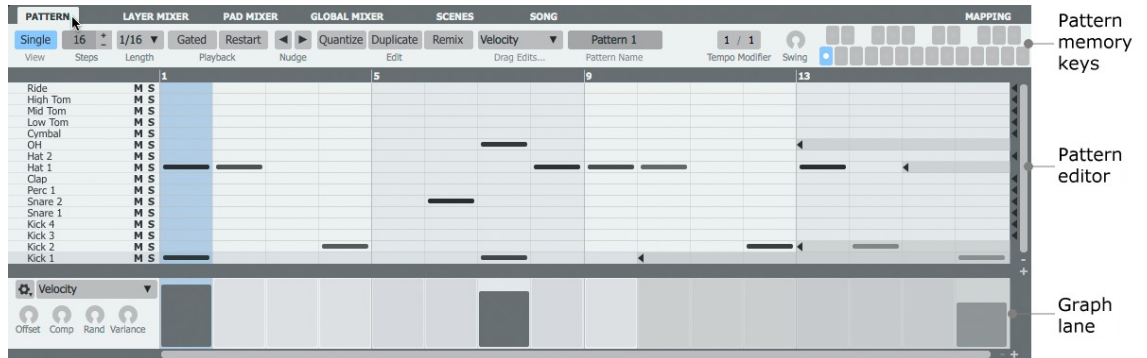 PATTERN LAYER MIXER PAD MIXER GLOBAL MIXER SCENES SONG MAPPING
Single 16 + - 1/16 ▼ Gated Restart ◀ ▶ Quantize Duplicate Remix Velocity ▼ Pattern 1 1 / 1
View Steps Length Playback Nudge Edit Drag Edits... Pattern Name Tempo Modifier Swing
Pattern
memory
keys
1 5 9 13
Ride M S
High Tom M S
Mid Tom M S
Low Tom M S
Cymbal M S
OH M S
Hat 2 M S
Hat 1 M S
Clap M S
Perc 1 M S
Snare 2 M S
Snare 1 M S
Kick 4 M S
Kick 3 M S
Kick 2 M S
Kick 1 M S
Pattern
editor
- +
Velocity ▼
Offset Comp Rand Variance
Graph
lane
- +